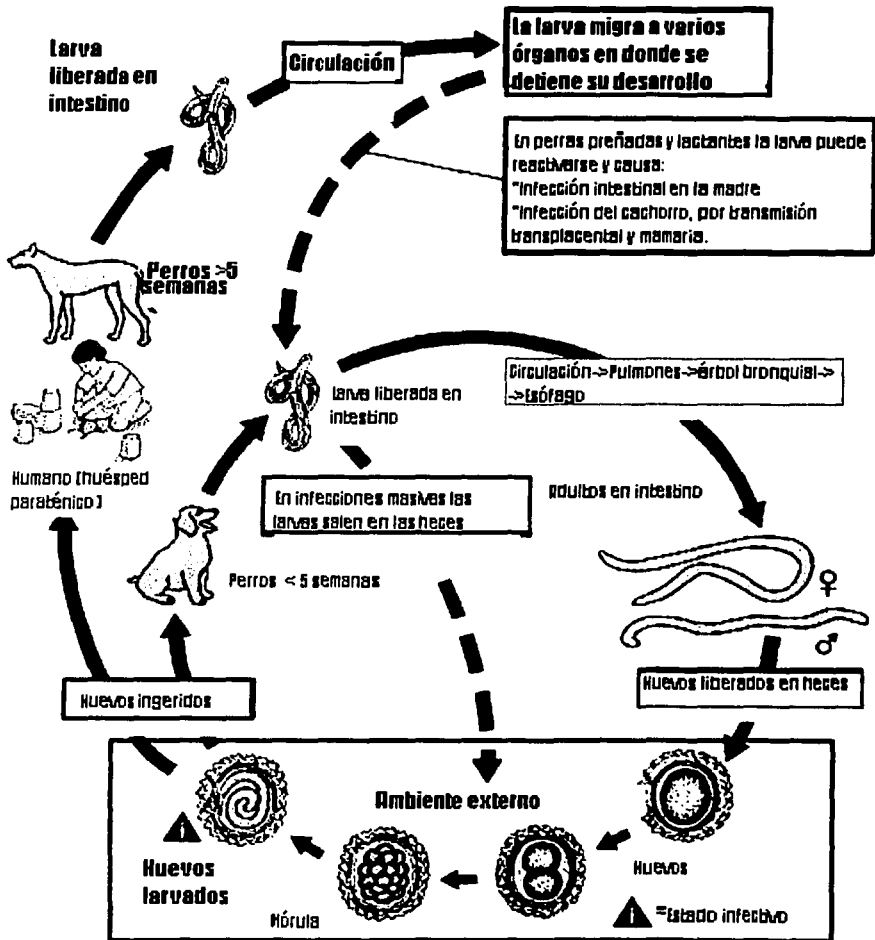 Larva
liberada en
intestino
Circulación
La larva migra a varios
órganos en donde se
detiene su desarrollo
En perras preñadas y lactantes la larva puede
reactivarse y causa:
*Infección intestinal en la madre
*Infección del cachorro, por transmisión
transplacental y mamaria.
Perros >5
semanas
Humano (huésped
paraténico)
Larva liberada en
intestino
Circulación->Pulmones->árbol bronquial->
->Esófago
En infecciones masivas las
larvas salen en las heces
Adultos en intestino
Perros < 5 semanas
♀
♂
Huevos ingeridos
Huevos liberados en heces
Ambiente externo
i
Huevos
larvados
Mórula
Huevos
i =Estado infectivo